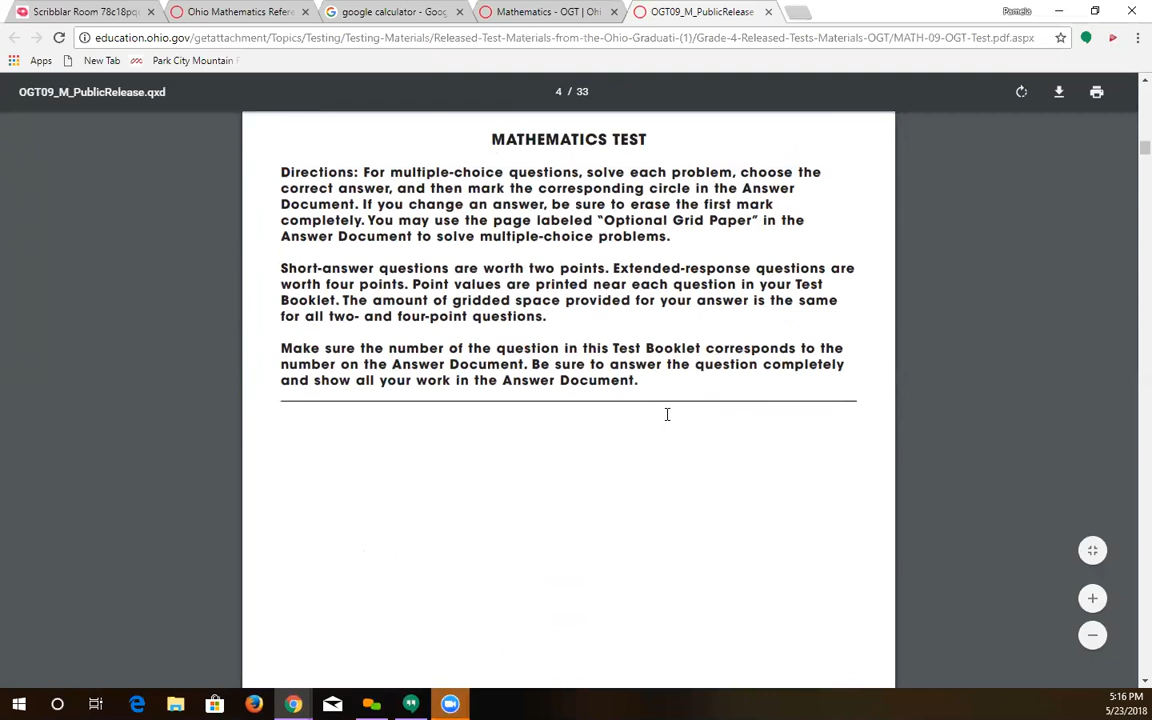 Scribblar Room 78c18pq
Ohio Mathematics Refere
google calculator - Goog
Mathematics - OGT | Ohi
OGT09_M_PublicRelease
Pamela
education.ohio.gov/getattachment/Topics/Testing/Testing-Materials/Released-Test-Materials-from-the-Ohio-Graduati-(1)/Grade-4-Released-Tests-Materials-OGT/MATH-09-OGT-Test.pdf.aspx
Apps New Tab Park City Mountain
OGT09_M_PublicRelease.qxd
4 / 33
MATHEMATICS TEST
Directions: For multiple-choice questions, solve each problem, choose the
correct answer, and then mark the corresponding circle in the Answer
Document. If you change an answer, be sure to erase the first mark
completely. You may use the page labeled “Optional Grid Paper” in the
Answer Document to solve multiple-choice problems.
Short-answer questions are worth two points. Extended-response questions are
worth four points. Point values are printed near each question in your Test
Booklet. The amount of gridded space provided for your answer is the same
for all two- and four-point questions.
Make sure the number of the question in this Test Booklet corresponds to the
number on the Answer Document. Be sure to answer the question completely
and show all your work in the Answer Document.
5:16 PM
5/23/2018